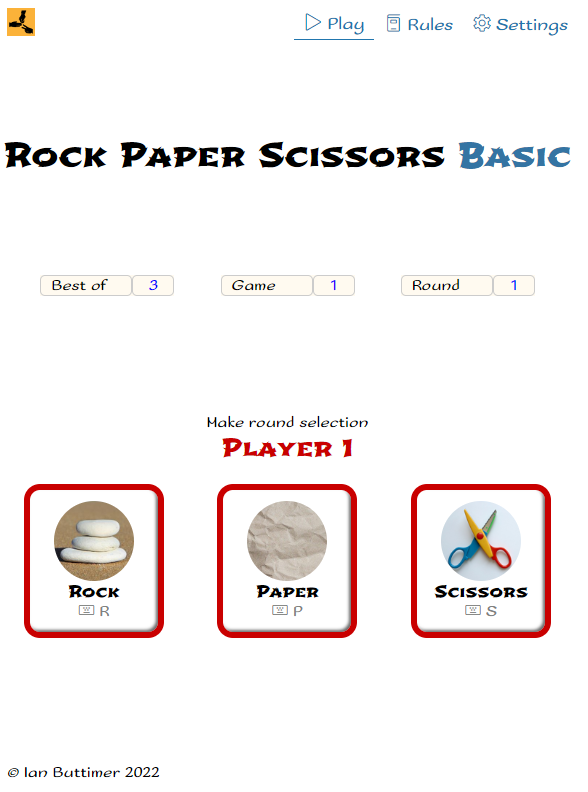 Play Rules Settings
Rock Paper Scissors Basic
Best of 3 Game 1 Round 1
Make round selection
Player 1
Rock Paper Scissors
R P S
© Ian Buttimer 2022